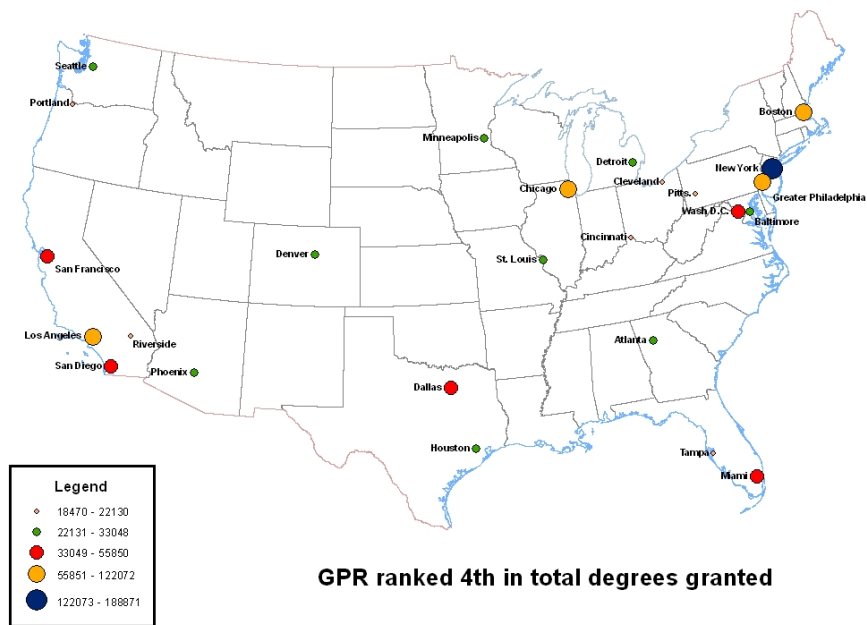 Seattle
Portland
Minneapolis
Boston
Detroit
New York
Cleveland
Chicago
Pitts.
Greater Philadelphia
Wash,D.C.
Baltimore
Cincinnati
Denver
St. Louis
San Francisco
Los Angeles
Riverside
Atlanta
San Diego
Phoenix
Dallas
Houston
Tampa
Miami
Legend
18470 - 22130
22131 - 33048
33049 - 55850
55851 - 122072
122073 - 188871
GPR ranked 4th in total degrees granted